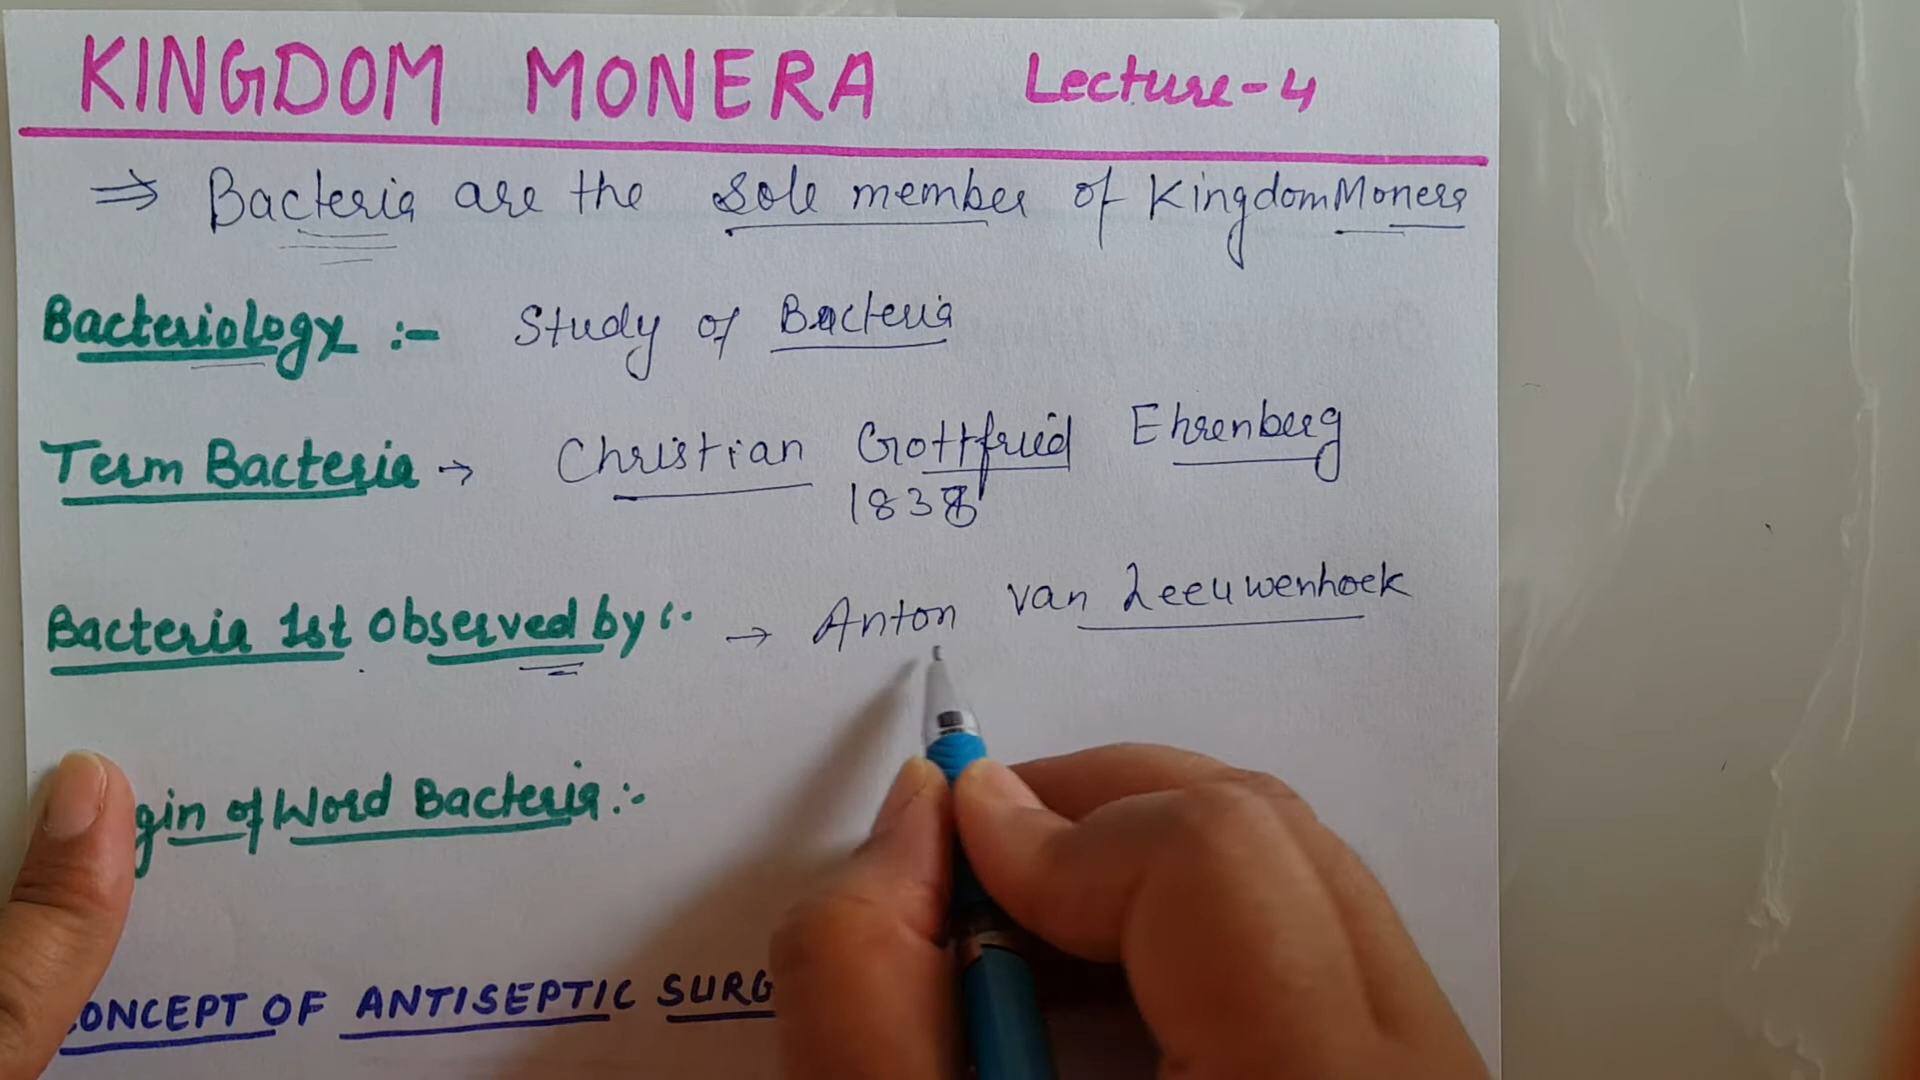 KINGDOM MONERA Lecture-4
⇒ Bacteria are the sole member of Kingdom Monera
Bacteriology :- Study of Bacteria
Term Bacteria → Christian Gottfried Ehrenberg
1838
Bacteria 1st Observed by :- → Anton van Leeuwenhoek
gin of Word Bacteria :-
ONCEPT OF ANTISEPTIC SURG